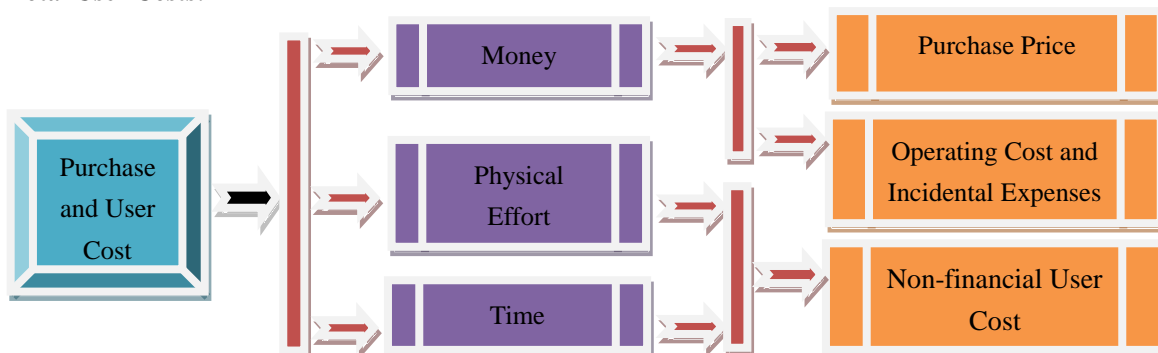 Purchase
and User
Cost
Money
Physical
Effort
Time
Purchase Price
Operating Cost and
Incidental Expenses
Non-financial User
Cost